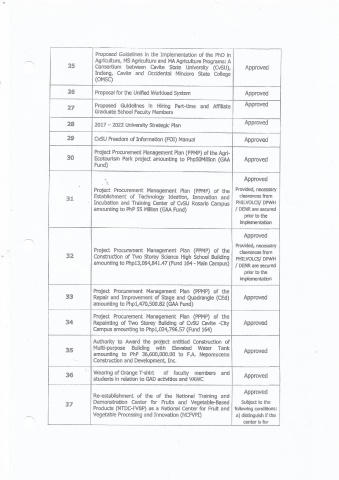 25
Proposed Guidelines in the Implementation of the PhD in
Agriculture, MS Agriculture and MA Agriculture Programs: A
Consortium between Cavite State University (CvSU),
Indang, Cavite and Occidental Mindoro State College
(OMSC)
Approved
26
Proposal for the Unified Workload System
Approved
27
Proposed Guidelines in Hiring Part-time and Affiliate
Graduate School Faculty Members
Approved
28
2017 – 2022 University Strategic Plan
Approved
29
CvSU Freedom of Information (FOI) Manual
Approved
30
Project Procurement Management Plan (PPMP) of the Agri-
Ecotourism Park project amounting to Php50Million (GAA
Fund)
Approved
31
Project Procurement Management Plan (PPMP) of the
Establishment of Technology Ideation, Innovation and
Incubation and Training Center of CvSU Rosario Campus
amounting to PhP 55 Million (GAA Fund)
Approved
Provided, necessary
clearances from
PHILVOLCS/ DPWH
/ DENR are secured
prior to the
implementation
32
Project Procurement Management Plan (PPMP) of the
Construction of Two Storey Science High School Building
amounting to Php13,064,841.47 (Fund 164 - Main Campus)
Approved
Provided, necessary
clearances from
PHILVOLCS/ DPWH
/ DENR are secured
prior to the
implementation
33
Project Procurement Management Plan (PPMP) of the
Repair and Improvement of Stage and Quadrangle (CEd)
amounting to Php1,470,500.82 (GAA Fund)
Approved
34
Project Procurement Management Plan (PPMP) of the
Repainting of Two Storey Building of CvSU Cavite -City
Campus amounting to Php1,034,796.57 (Fund 164)
Approved
35
Authority to Award the project entitled Construction of
Multi-purpose Building with Elevated Water Tank
amounting to PhP 36,600,000.00 to F.A. Nepomuceno
Construction and Development, Inc.
Approved
36
Wearing of Orange T-shirt of faculty members and
students in relation to GAD activities and VAWC
Approved
37
Re-establishment of the of the National Training and
Demonstration Center for Fruits and Vegetable-Based
Products (NTDC-FVBP) as a National Center for Fruit and
Vegetable Processing and Innovation (NCFVPI)
Approved
Subject to the
following conditions:
a) distinguish if the
center is for